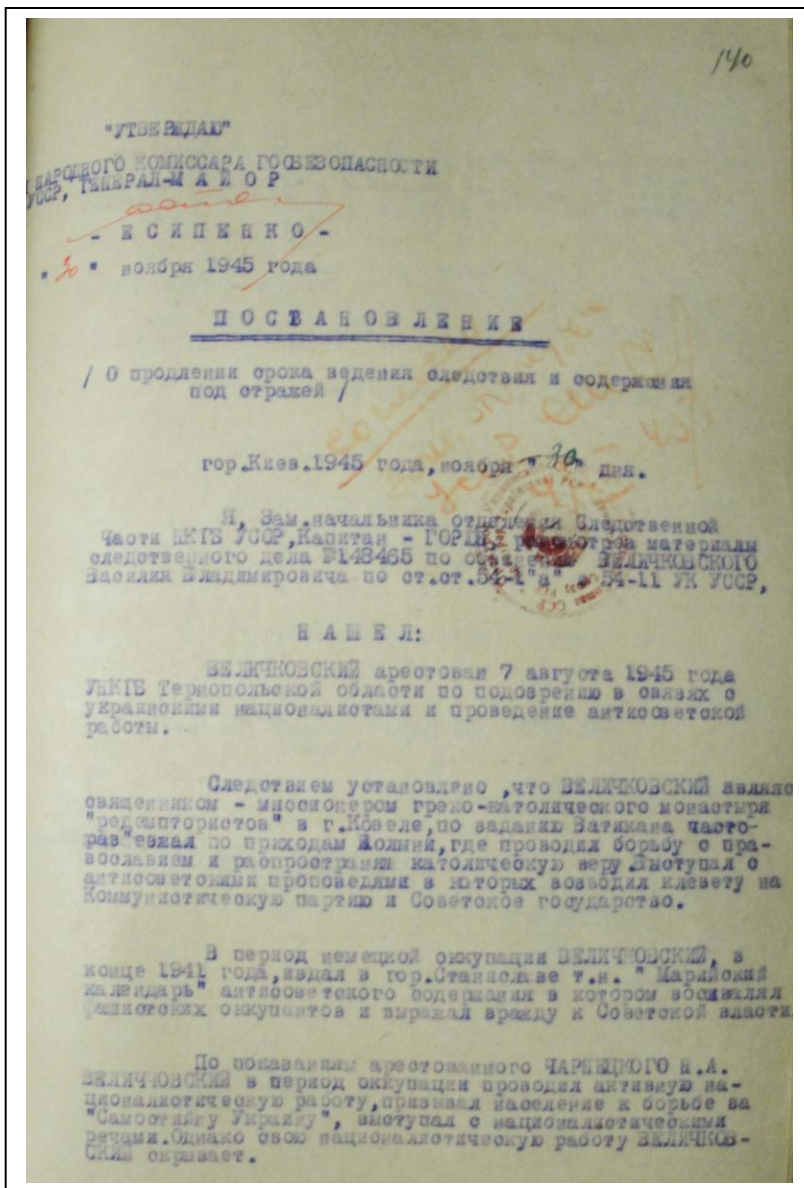 140
"УТВЕРЖДАЮ"
НАРОДНОГО КОМИССАРА ГОСБЕЗОПАСНОСТИ
УССР, ГЕНЕРАЛ-М А Й О Р
- Е С И П Е Н К О -
" 30 " ноября 1945 года
П О С Т А Н О В Л Е Н И Е
/ О продлении срока ведения следствия и содержания
под стражей /
гор.Киев.1945 года,ноября " 30 " дня.
Я, Зам.начальника отделения Следственной
Части НКГБ УССР,Капитан - рассмотрев материалы
следственного дела №148465 по обвинению ВЕЛИЧКОВСКОГО
Василия Владимировича по ст.ст.54-1"а" и 54-11 УК УССР,
Н А Ш Е Л:
ВЕЛИЧКОВСКИЙ арестован 7 августа 1945 года
УНКГБ Тернопольской области по подозрению в связях с
украинскими националистами и проведение антисоветской
работы.
Следствием установлено ,что ВЕЛИЧКОВСКИЙ являяс
священником - миссионером греко-католического монастыря
"редемптористов" в г.Ковеле,по заданию Ватикана часто-
раз"езжал по приходам Волыни,где проводил борьбу с пра-
вославием и распространял католическую веру.Выступал с
антисоветскими проповедями в которых возводил клевету на
Коммунистическую партию и Советское государство.
В период немецкой оккупации ВЕЛИЧКОВСКИЙ, в
конце 1941 года,издал в гор.Станиславе т.н. " Марийский
календарь" антисоветского содержания в котором восхвалял
фашистских оккупантов и выражал вражду к Советской власти
По показаниям арестованного ЧАРНЕЦКОГО Н.А.
ВЕЛИЧКОВСКИЙ в период оккупации проводил активную на-
ционалистическую работу,призывал население к борьбе за
"Самостийну Украину", выступал с националистическими
речами.Однако свою националистическую работу ВЕЛИЧКОВ-
СКИЙ скрывает.